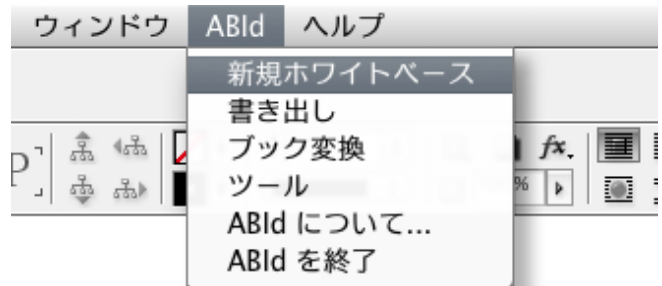 ウィンドウ ABId ヘルプ
新規ホワイトベース
書き出し
ブック変換
ツール
ABId について...
ABId を終了
P
fx.
%